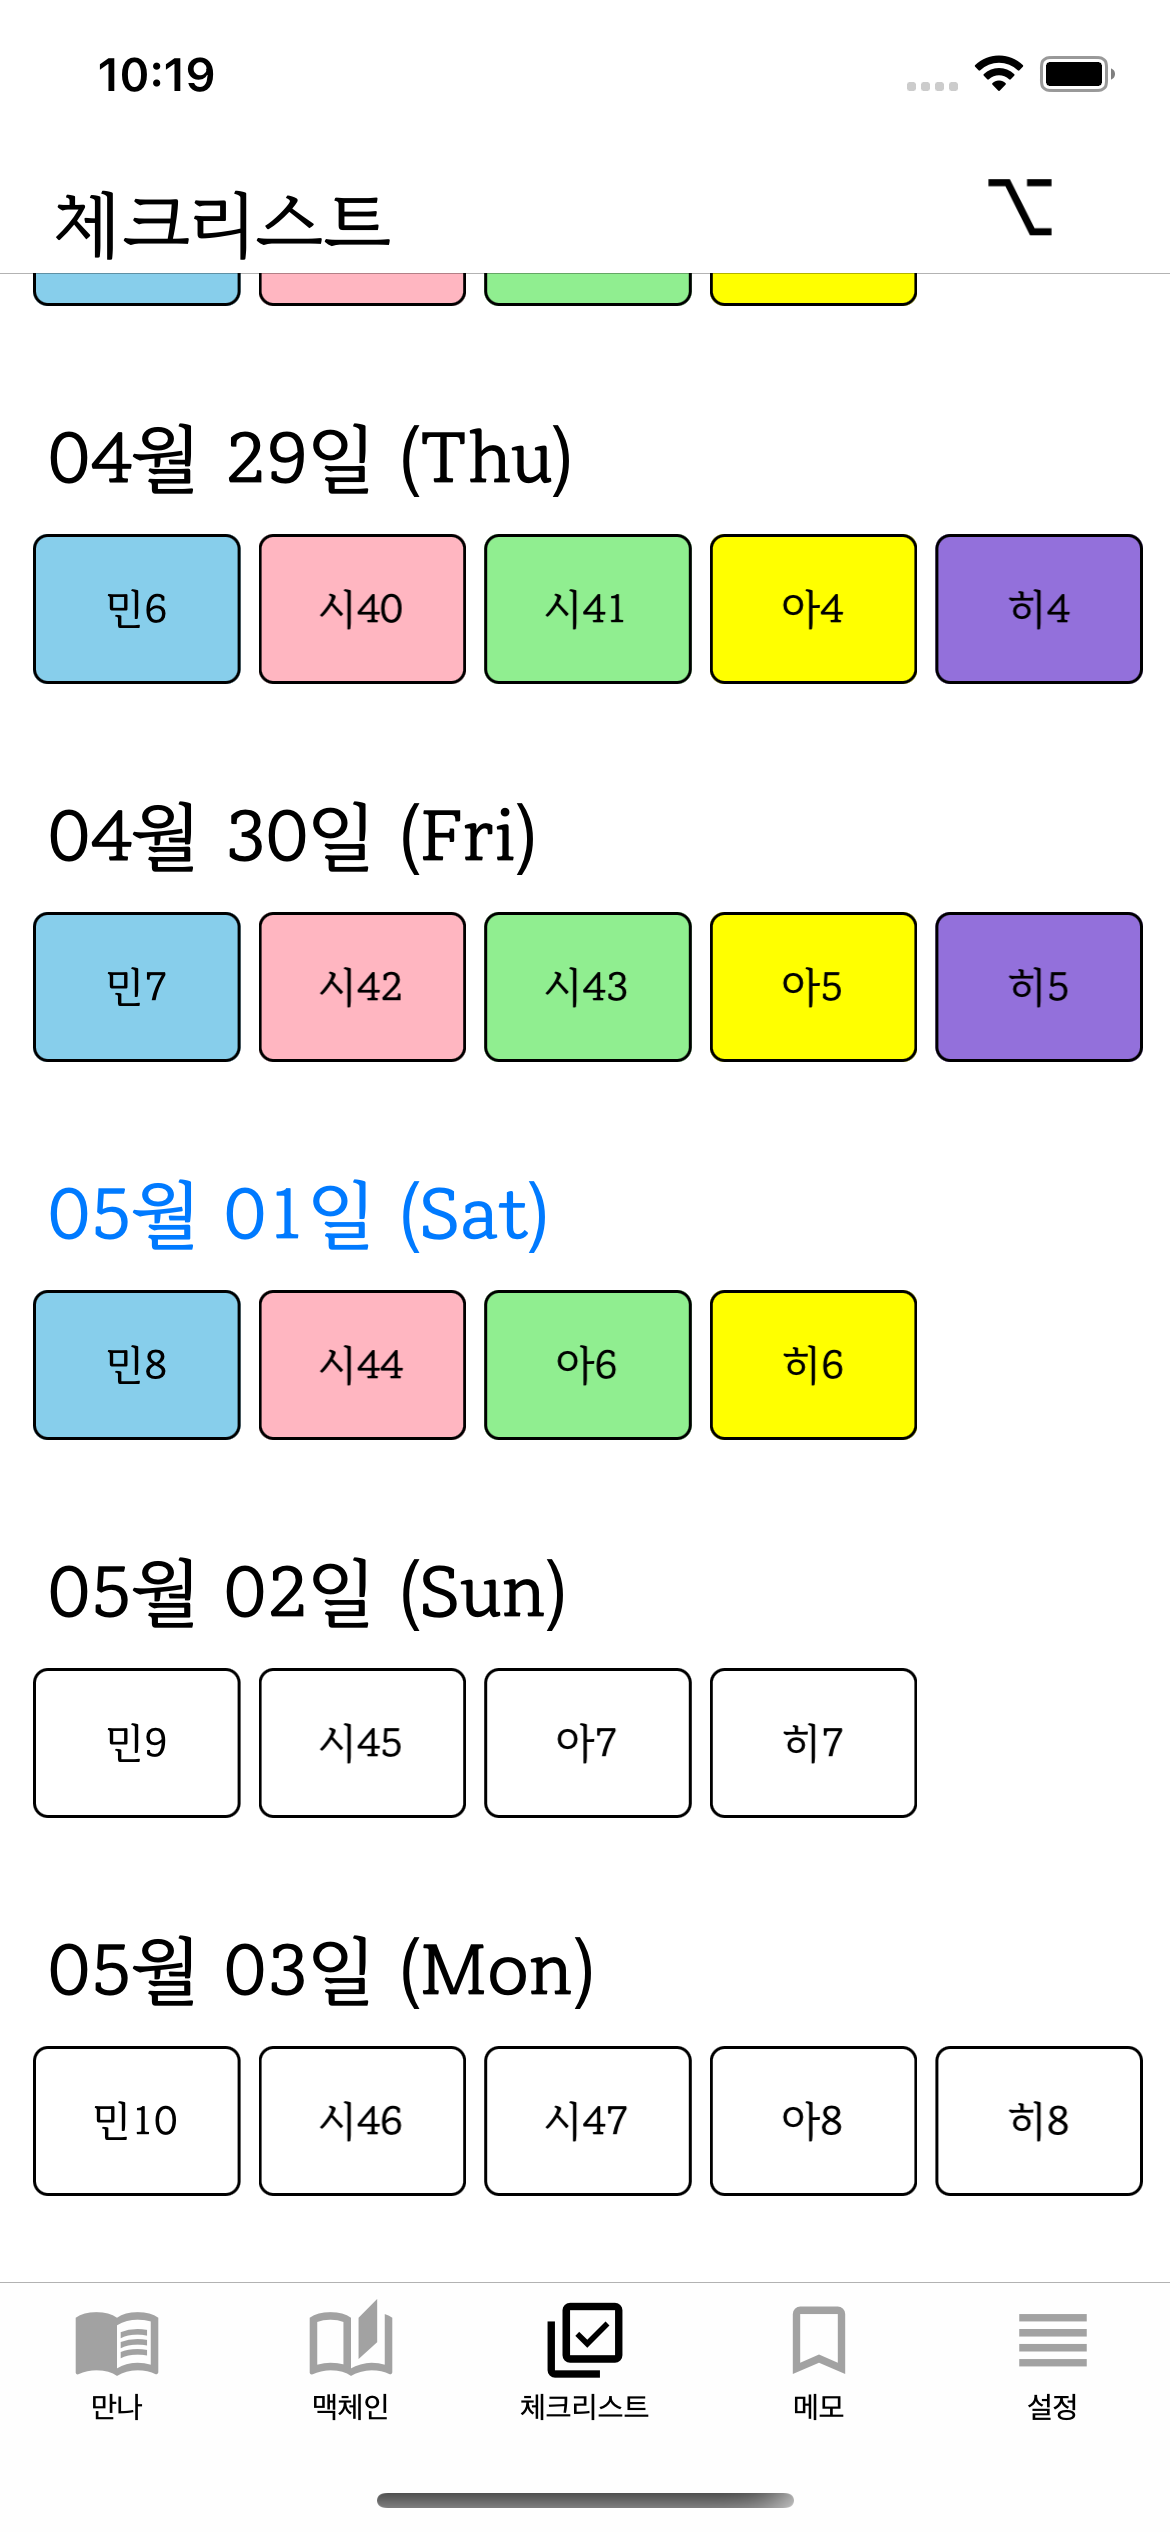 10:19
체크리스트
04월 29일 (Thu)
민6 시40 시41 아4 히4
04월 30일 (Fri)
민7 시42 시43 아5 히5
05월 01일 (Sat)
민8 시44 아6 히6
05월 02일 (Sun)
민9 시45 아7 히7
05월 03일 (Mon)
민10 시46 시47 아8 히8
만나 맥체인 체크리스트 메모 설정